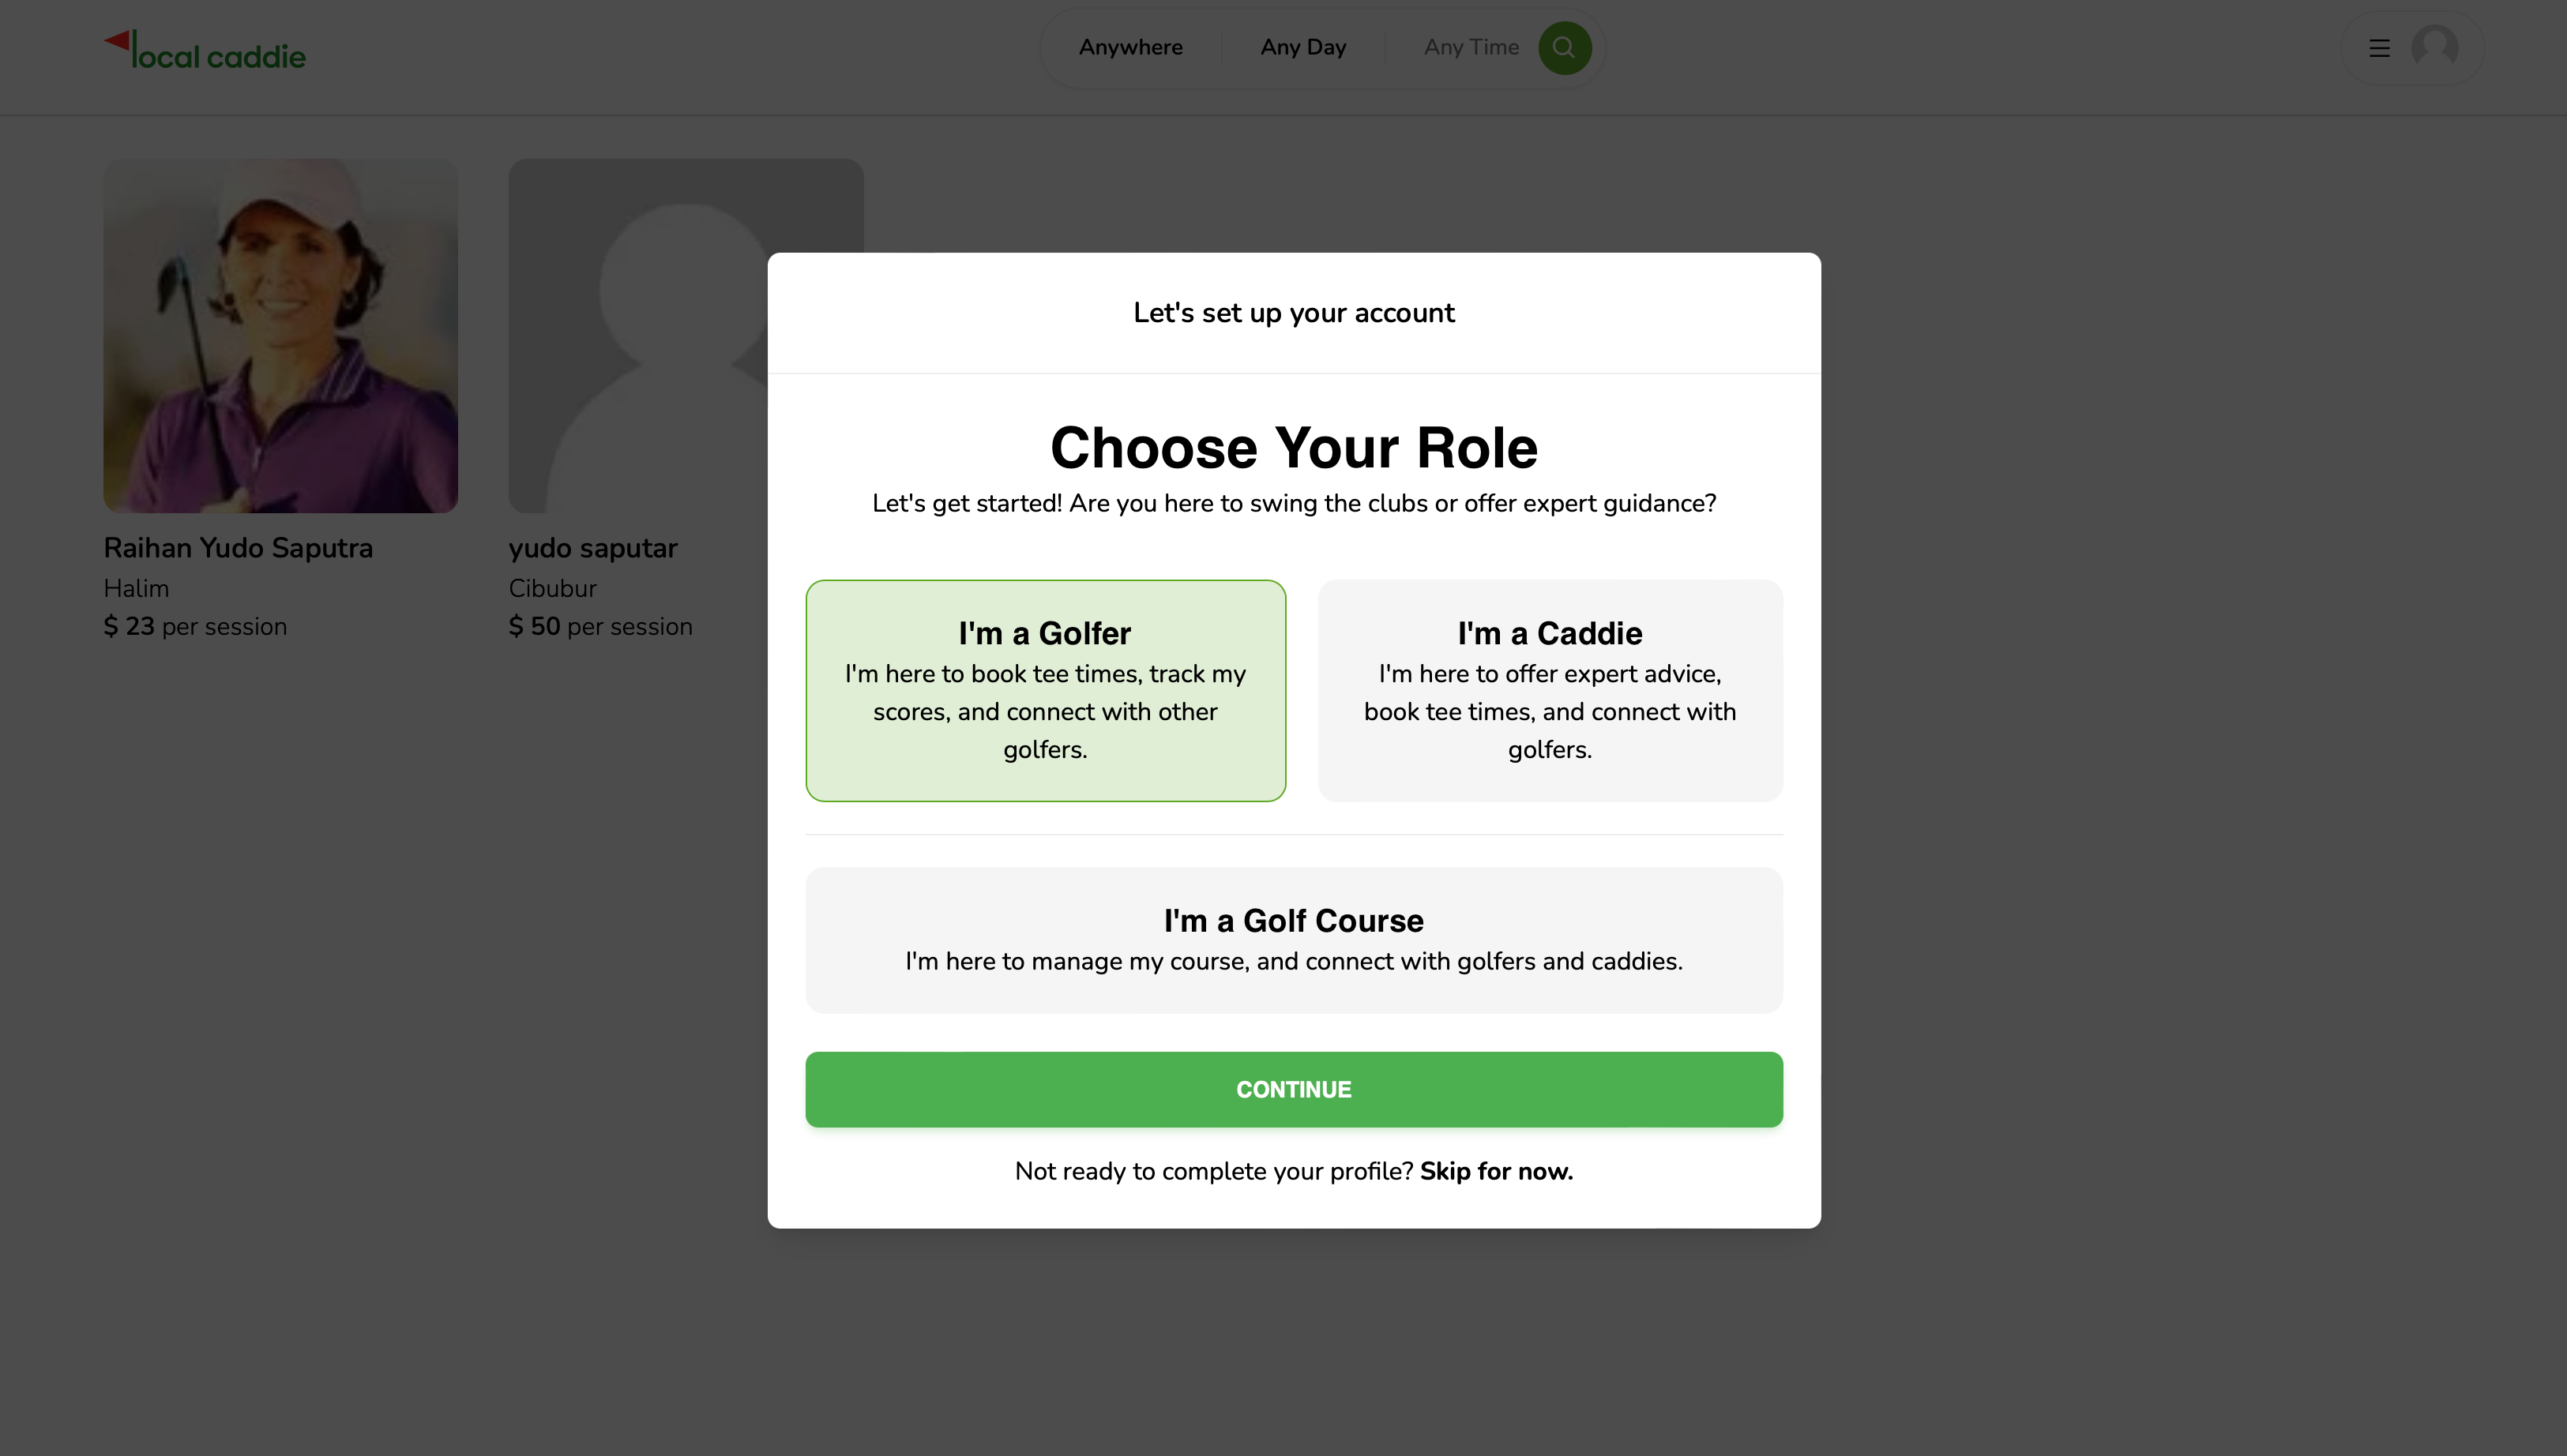 local caddie
Anywhere
Any Day
Any Time
Raihan Yudo Saputra
Halim
$ 23 per session
yudo saputar
Cibubur
$ 50 per session
Let's set up your account
Choose Your Role
Let's get started! Are you here to swing the clubs or offer expert guidance?
I'm a Golfer
I'm here to book tee times, track my
scores, and connect with other
golfers.
I'm a Caddie
I'm here to offer expert advice,
book tee times, and connect with
golfers.
I'm a Golf Course
I'm here to manage my course, and connect with golfers and caddies.
CONTINUE
Not ready to complete your profile? Skip for now.